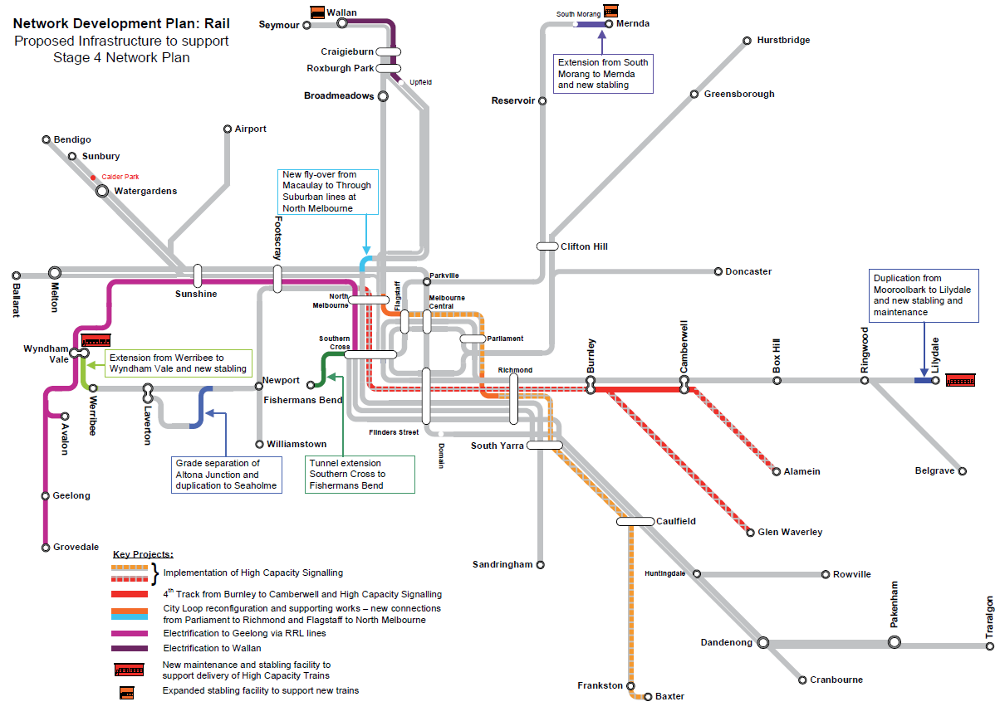 Network Development Plan: Rail
Proposed Infrastructure to support
Stage 4 Network Plan
Wallan
Seymour
Craigieburn
Roxburgh Park
Upfield
Broadmeadows
South Morang
Mernda
Extension from South
Morang to Mernda
and new stabling
Reservoir
Hurstbridge
Greensborough
Airport
Bendigo
Sunbury
Calder Park
Watergardens
New fly-over from
Macaulay to Through
Suburban lines at
North Melbourne
Footscray
Clifton Hill
Doncaster
Parkville
Ballarat
Melton
Sunshine
North
Melbourne
Flagstaff
Melbourne
Central
Duplication from
Mooroolbark to Lilydale
and new stabling and
maintenance
Wyndham
Vale
Extension from Werribee to
Wyndham Vale and new stabling
Southern
Cross
Parliament
Richmond
Burnley
Camberwell
Box Hill
Ringwood
Lilydale
Newport
Fishermans Bend
Werribee
Laverton
Avalon
Flinders Street
Domain
South Yarra
Williamstown
Grade separation of
Altona Junction and
duplication to Seaholme
Tunnel extension
Southern Cross to
Fishermans Bend
Alamein
Belgrave
Geelong
Grovedale
Caulfield
Glen Waverley
Sandringham
Huntingdale
Rowville
Pakenham
Traralgon
Dandenong
Cranbourne
Frankston
Baxter
Key Projects:
Implementation of High Capacity Signalling
4th Track from Burnley to Camberwell and High Capacity Signalling
City Loop reconfiguration and supporting works – new connections
from Parliament to Richmond and Flagstaff to North Melbourne
Electrification to Geelong via RRL lines
Electrification to Wallan
New maintenance and stabling facility to
support delivery of High Capacity Trains
Expanded stabling facility to support new trains